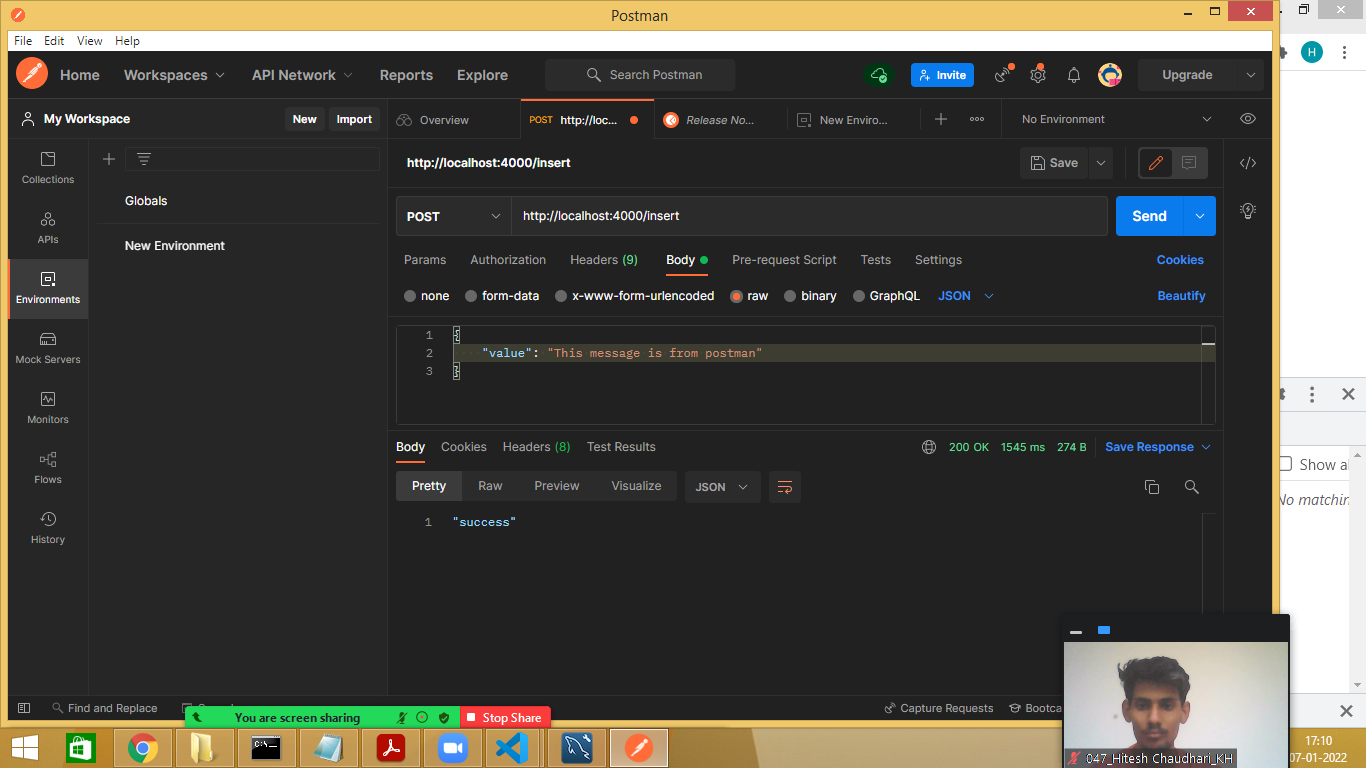 Postman
File Edit View Help
H
Home Workspaces API Network Reports Explore Search Postman Invite Upgrade
My Workspace New Import
Overview POST http://loc... Release No... New Enviro... No Environment
Collections
APIs
Environments
Mock Servers
Monitors
Flows
History
Globals
New Environment
http://localhost:4000/insert Save
POST http://localhost:4000/insert Send
Params Authorization Headers (9) Body Pre-request Script Tests Settings Cookies
none form-data x-www-form-urlencoded raw binary GraphQL JSON Beautify
1 {
2 "value": "This message is from postman"
3 }
Body Cookies Headers (8) Test Results 200 OK 1545 ms 274 B Save Response
Pretty Raw Preview Visualize JSON
1 "success"
Show a
No matchin
Find and Replace Capture Requests Bootca
You are screen sharing Stop Share
047_Hitesh Chaudhari_KH
17:10
07-01-2022